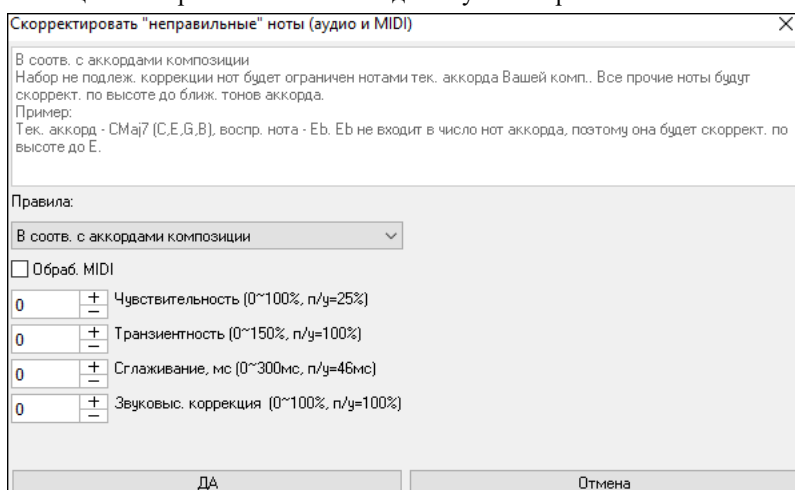 Скорректировать "неправильные" ноты (аудио и MIDI)
В соотв. с аккордами композиции
Набор не подлеж. коррекции нот будет ограничен нотами тек. аккорда Вашей комп.. Все прочие ноты будут
скоррект. по высоте до ближ. тонов аккорда.
Пример:
Тек. аккорд - CMaj7 (C,E,G,B), воспр. нота - Eb. Eb не входит в число нот аккорда, поэтому она будет скоррект. по
высоте до E.
Правила:
В соотв. с аккордами композиции
Обраб. MIDI
0 Чувствительность (0~100%, п/у=25%)
0 Транзиентность (0~150%, п/у=100%)
0 Сглаживание, мс (0~300мс, п/у=46мс)
0 Звуковыс. коррекция (0~100%, п/у=100%)
ДА Отмена